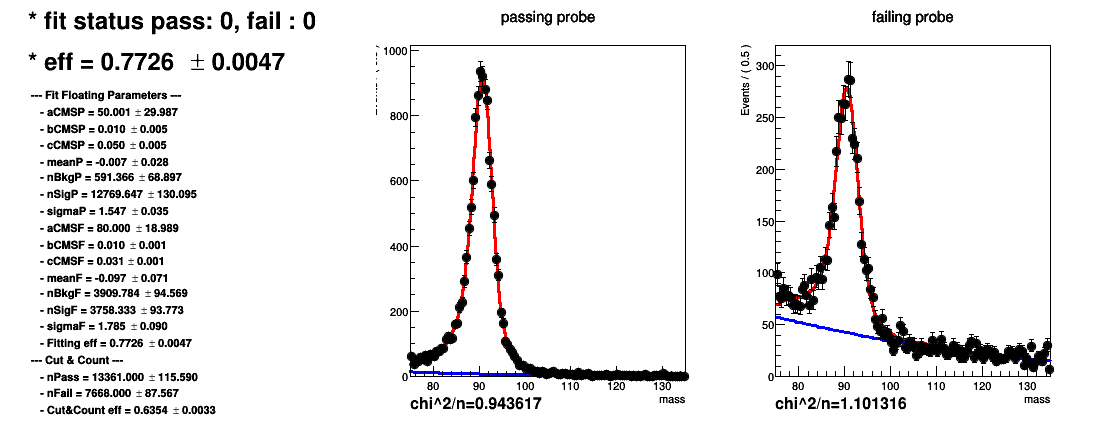 * fit status pass: 0, fail : 0
* eff = 0.7726 ± 0.0047
--- Fit Floating Parameters ---
- aCMSP = 50.001 ± 29.987
- bCMSP = 0.010 ± 0.005
- cCMSP = 0.050 ± 0.005
- meanP = -0.007 ± 0.028
- nBkgP = 591.366 ± 68.897
- nSigP = 12769.647 ± 130.095
- sigmaP = 1.547 ± 0.035
- aCMSF = 80.000 ± 18.989
- bCMSF = 0.010 ± 0.001
- cCMSF = 0.031 ± 0.001
- meanF = -0.097 ± 0.071
- nBkgF = 3909.784 ± 94.569
- nSigF = 3758.333 ± 93.773
- sigmaF = 1.785 ± 0.090
- Fitting eff = 0.7726 ± 0.0047
--- Cut & Count ---
- nPass = 13361.000 ± 115.590
- nFail = 7668.000 ± 87.567
- Cut&Count eff = 0.6354 ± 0.0033
passing probe
1000
800
600
400
200
0
80 90 100 110 120 130
mass
chi^2/n=0.943617
failing probe
Events / ( 0.5 )
300
250
200
150
100
50
0
80 90 100 110 120 130
mass
chi^2/n=1.101316